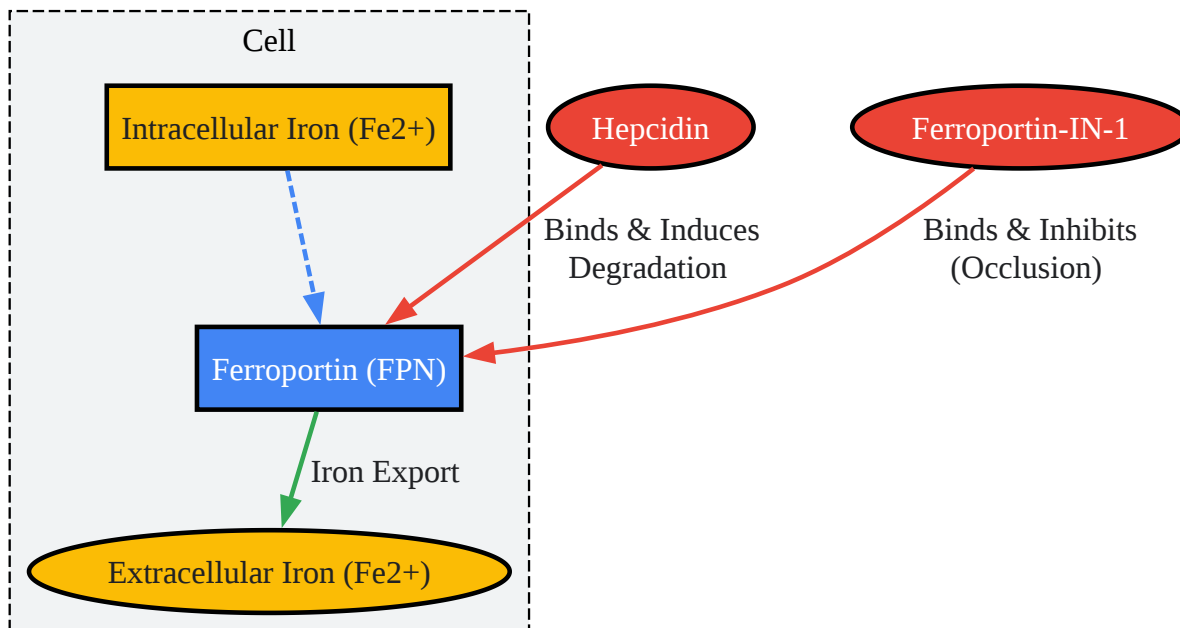 Cell
Intracellular Iron (Fe2+)
Hepcidin
Ferroportin-IN-1
Binds & Induces
Degradation
Binds & Inhibits
(Occlusion)
Ferroportin (FPN)
Iron Export
Extracellular Iron (Fe2+)